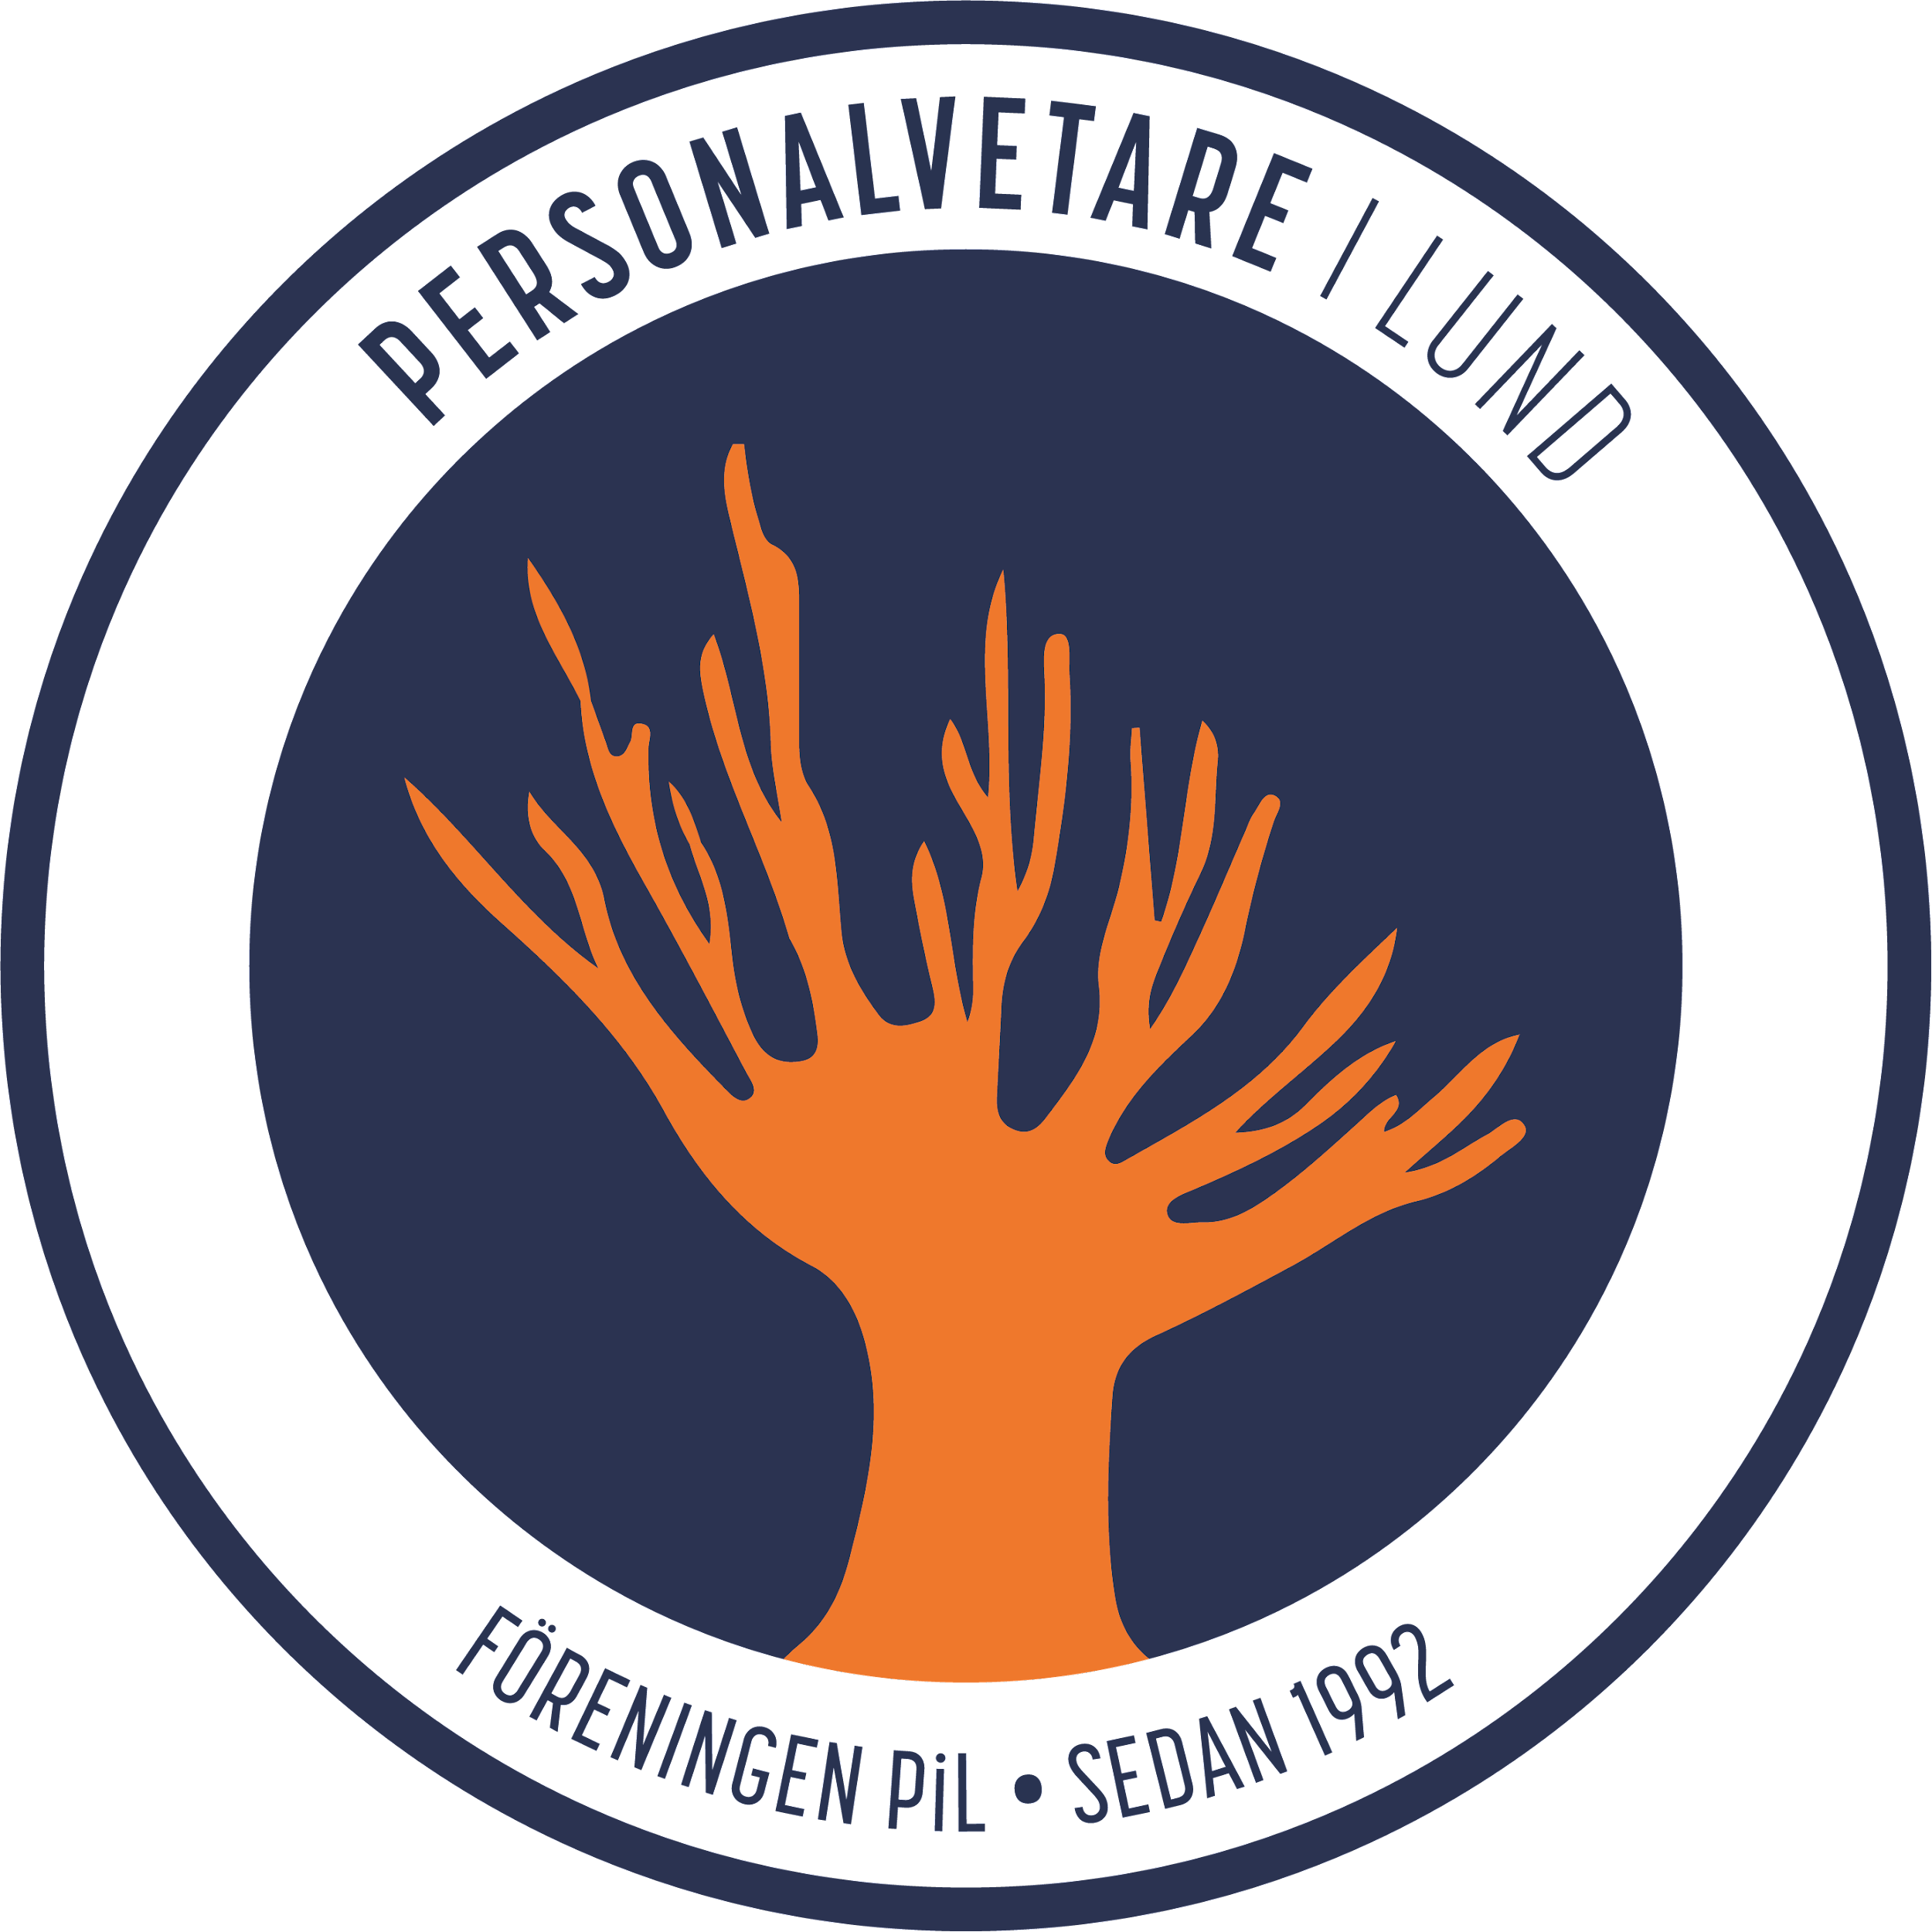 PERSONALVETARE I LUND
FÖRENINGEN PiL • SEDAN 1992